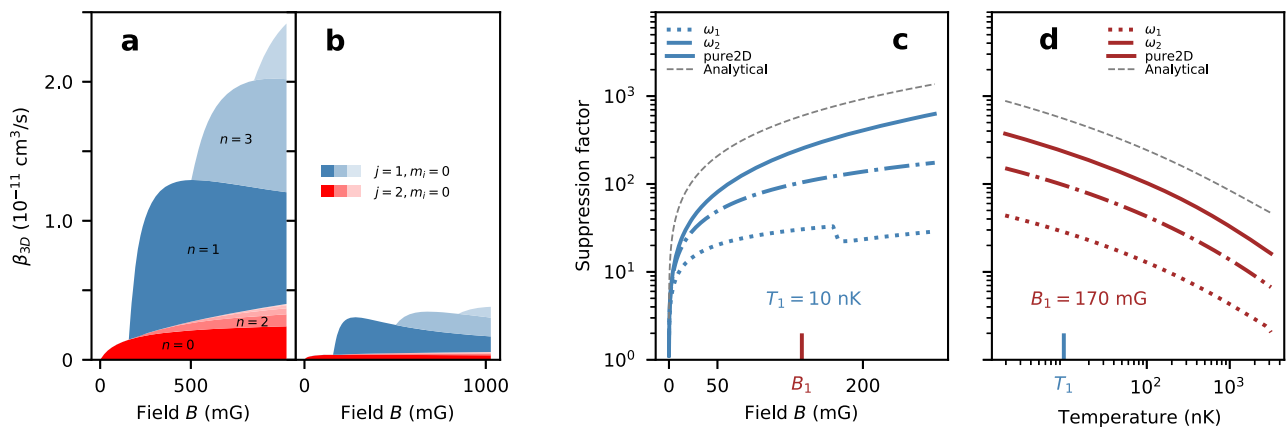 a
b
β3D (10⁻¹¹ cm³/s)
2.0
1.0
0
n = 3
n = 1
n = 2
n = 0
j = 1, mᵢ = 0
j = 2, mᵢ = 0
0
500
0
500
1000
Field B (mG)
Field B (mG)
c
ω₁
ω₂
pure2D
Analytical
Suppression factor
10³
10²
10¹
10⁰
T₁ = 10 nK
B₁
0
50
200
Field B (mG)
d
ω₁
ω₂
pure2D
Analytical
B₁ = 170 mG
T₁
10²
10³
Temperature (nK)